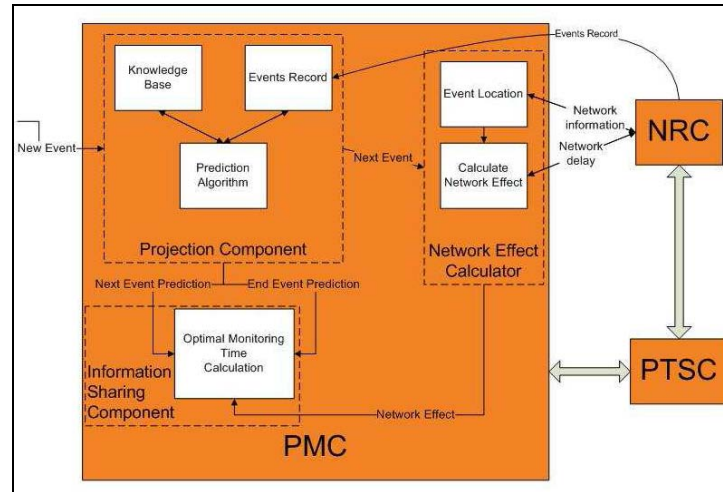 Events Record
Knowledge
Base
Events Record
Event Location
Network
information
NRC
New Event
Prediction
Algorithm
Next Event
Calculate
Network Effect
Network
delay
Projection Component
Network Effect
Calculator
Next Event Prediction
End Event Prediction
Optimal Monitoring
Time
Calculation
Information
Sharing
Component
PTSC
Network Effect
PMC